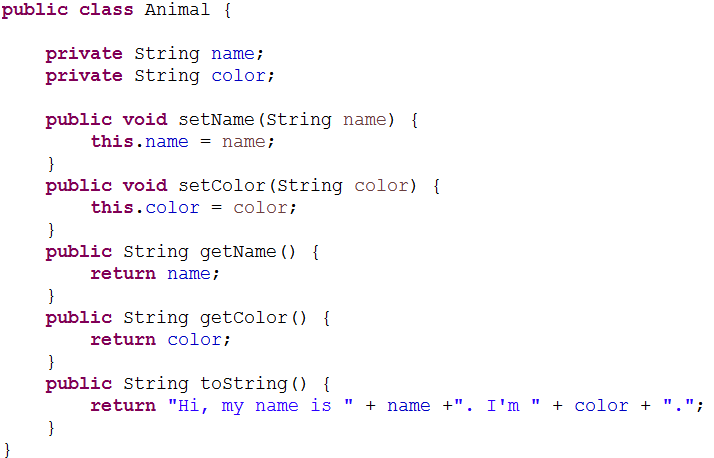 public class Animal {
private String name;
private String color;
public void setName(String name) {
this.name = name;
}
public void setColor(String color) {
this.color = color;
}
public String getName() {
return name;
}
public String getColor() {
return color;
}
public String toString() {
return "Hi, my name is " + name +". I'm " + color + ".";
}
}